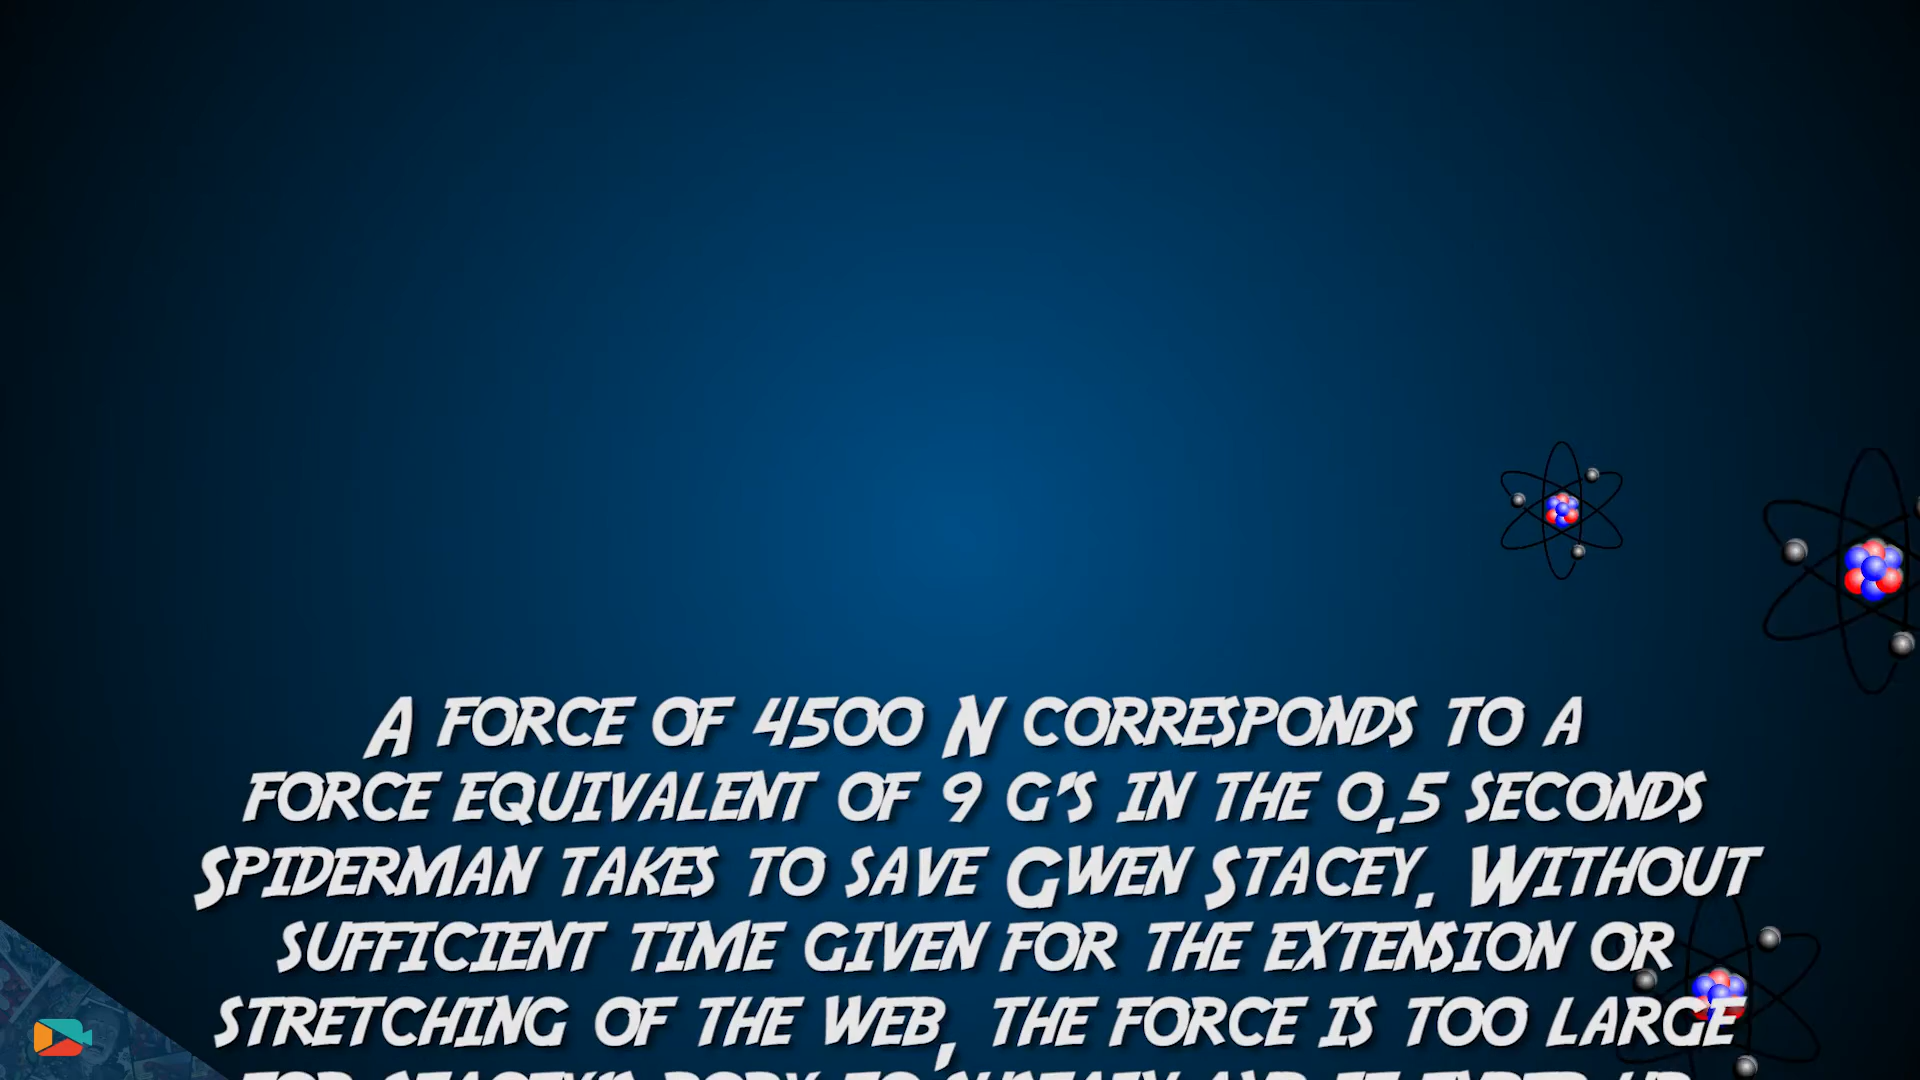 A FORCE OF 4500 N CORRESPONDS TO A
FORCE EQUIVALENT OF 9 G'S IN THE 0.5 SECONDS
SPIDERMAN TAKES TO SAVE GWEN STACEY. WITHOUT
SUFFICIENT TIME GIVEN FOR THE EXTENSION OR
STRETCHING OF THE WEB, THE FORCE IS TOO LARGE